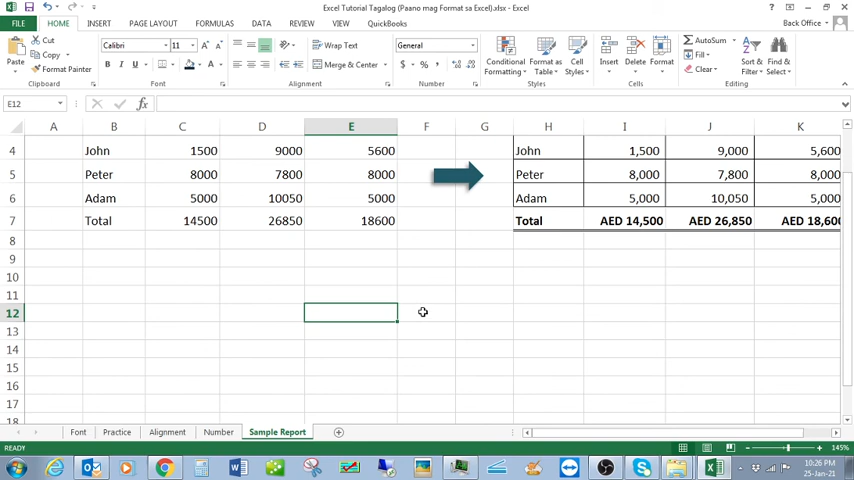 Excel Tutorial Tagalog (Paano mag Format sa Excel).xlsx - Excel
FILE HOME INSERT PAGE LAYOUT FORMULAS DATA REVIEW VIEW QuickBooks Back Office
Paste
Cut
Copy
Format Painter
Clipboard
Calibri 11
B I U
Font
Wrap Text
Merge & Center
Alignment
General
$ % ,
Number
Conditional Formatting
Format as Table
Cell Styles
Styles
Insert
Delete
Format
Cells
AutoSum
Fill
Clear
Sort & Filter
Find & Select
Editing
E12 fx
A B C D E F G H I J K
4 John 1500 9000 5600 John 1,500 9,000 5,600
5 Peter 8000 7800 8000 Peter 8,000 7,800 8,000
6 Adam 5000 10050 5000 Adam 5,000 10,050 5,000
7 Total 14500 26850 18600 Total AED 14,500 AED 26,850 AED 18,600
8
9
10
11
12
13
14
15
16
17
18
Font Practice Alignment Number Sample Report
READY 145%
10:26 PM
25-Jan-21